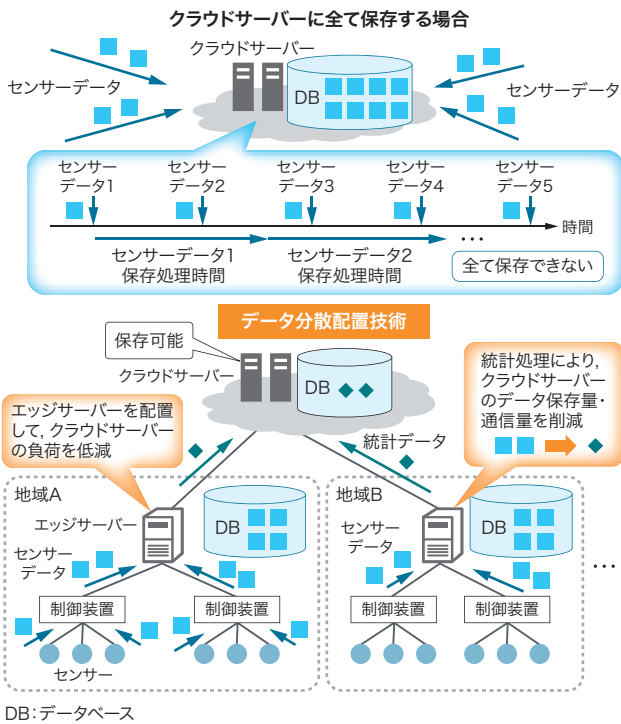 クラウドサーバーに全て保存する場合
クラウドサーバー
センサーデータ
センサーデータ
DB
センサー
データ1
センサー
データ2
センサー
データ3
センサー
データ4
センサー
データ5
時間
センサーデータ1
保存処理時間
センサーデータ2
保存処理時間
…
全て保存できない
データ分散配置技術
保存可能
クラウドサーバー
DB
統計処理により,
クラウドサーバー
のデータ保存量・
通信量を削減
エッジサーバーを配置
して, クラウドサーバー
の負荷を低減
統計データ
地域A
エッジサーバー
DB
センサー
データ
制御装置
制御装置
センサー
地域B
センサー
データ
DB
制御装置
制御装置
…
DB:データベース